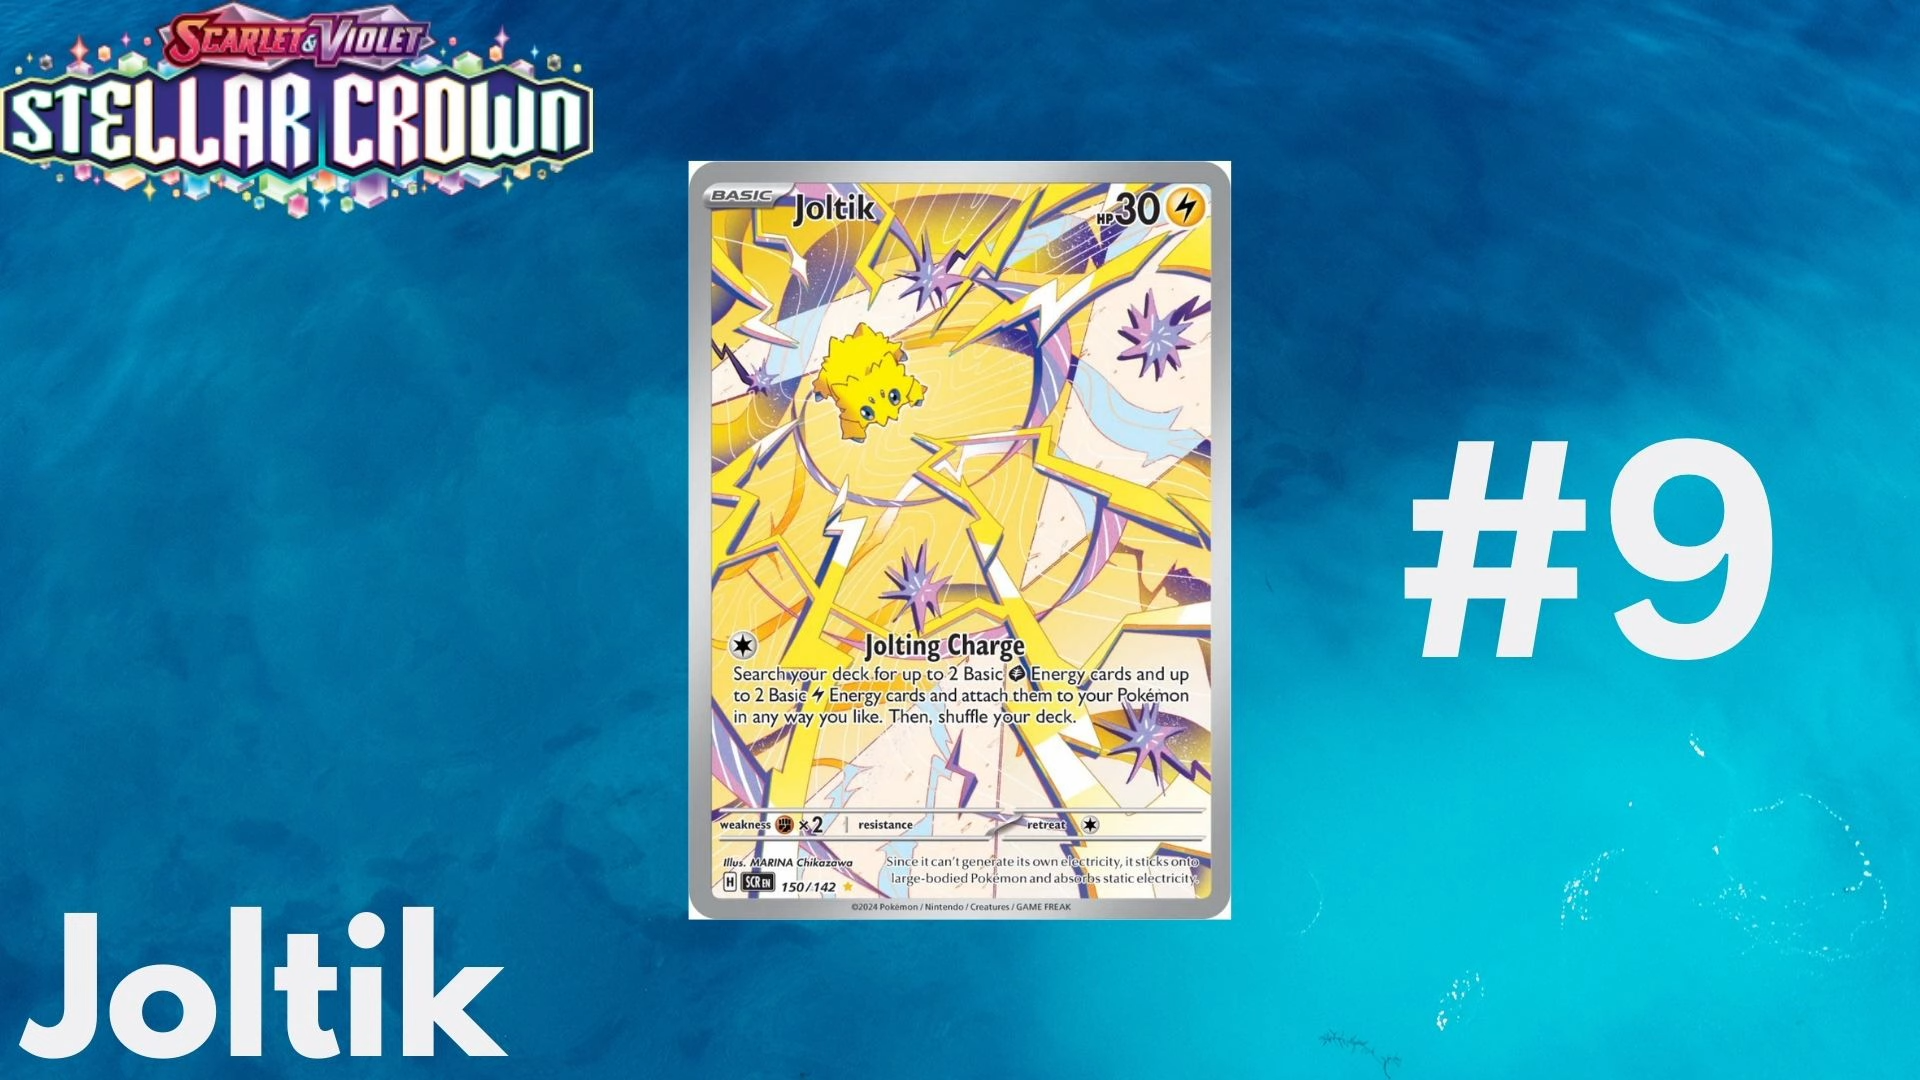 SCARLET & VIOLET
STELLAR CROWN
BASIC
Joltik
HP 30
#9
Jolting Charge
Search your deck for up to 2 Basic Energy cards and up
to 2 Basic Energy cards and attach them to your Pokémon
in any way you like. Then, shuffle your deck.
weakness ×2 resistance retreat
Illus. MARINA Chikazawa
Since it can't generate its own electricity, it sticks onto
large-bodied Pokémon and absorbs static electricity.
H SCR EN 150/142
©2024 Pokémon / Nintendo / Creatures / GAME FREAK
Joltik